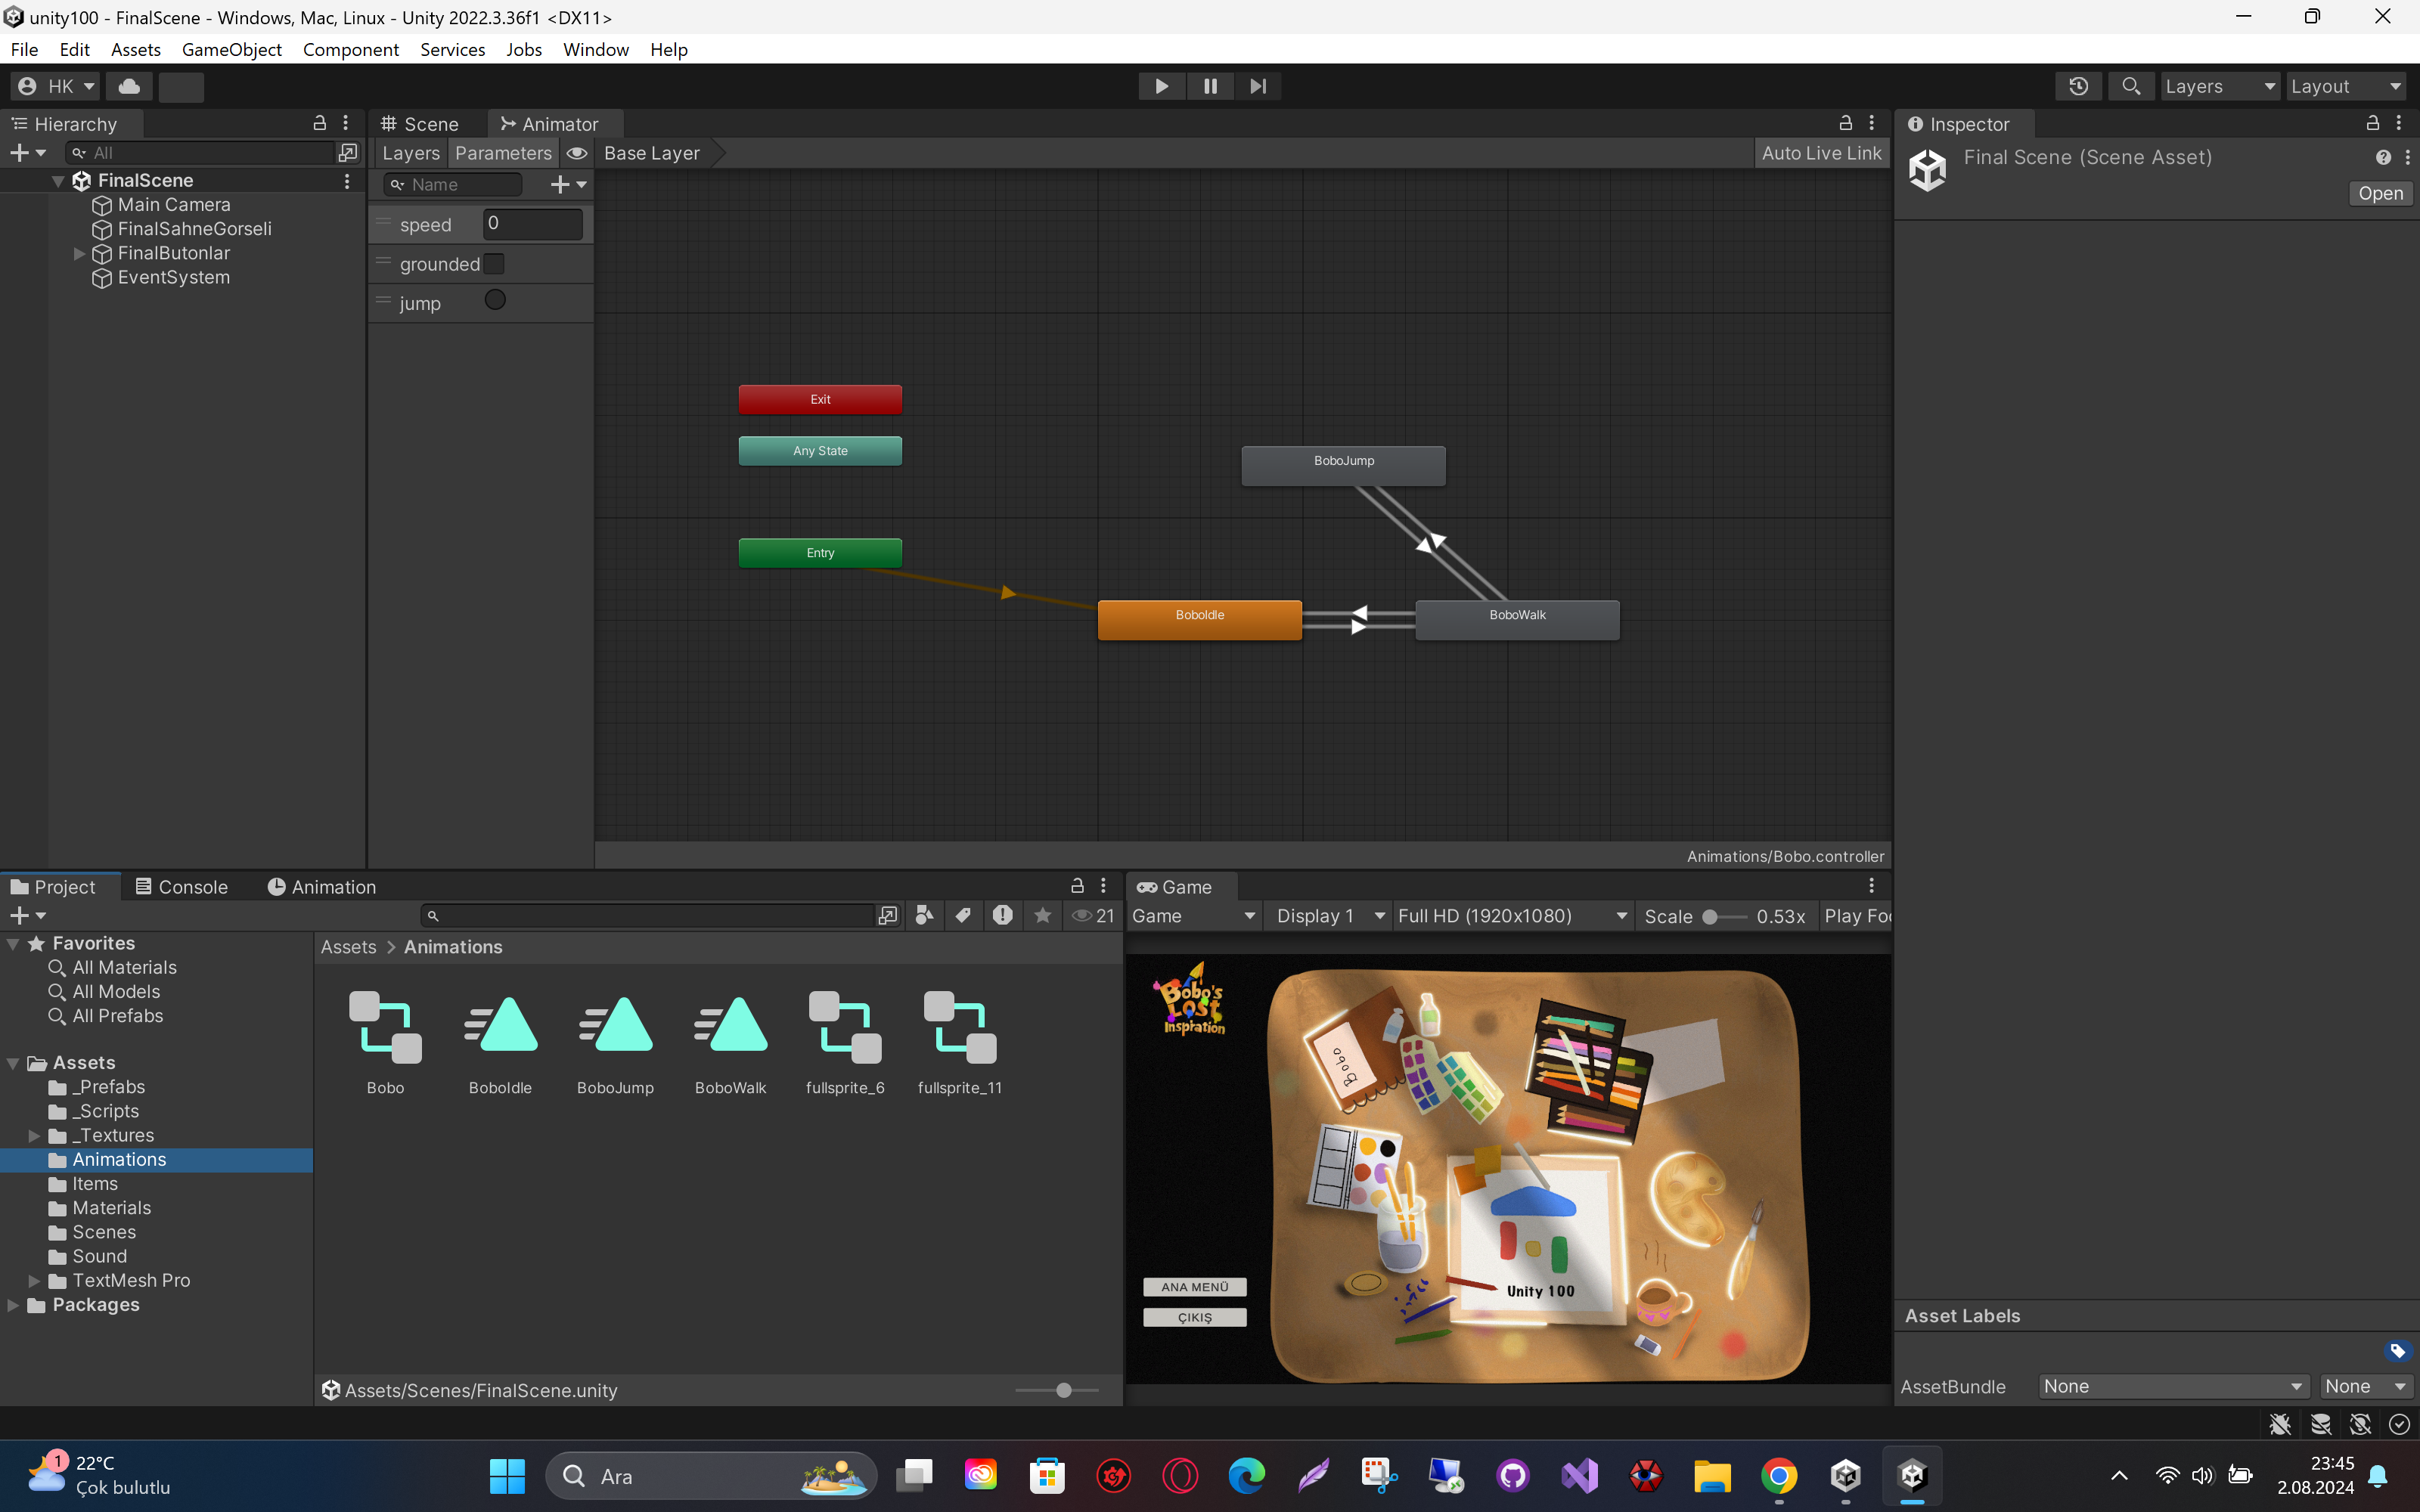 unity100 - FinalScene - Windows, Mac, Linux - Unity 2022.3.36f1 <DX11>
File Edit Assets GameObject Component Services Jobs Window Help
HK
Layers Layout
Hierarchy
All
FinalScene
Main Camera
FinalSahneGorseli
FinalButonlar
EventSystem
Scene Animator
Layers Parameters Base Layer Auto Live Link
Name
speed 0
grounded
jump
Exit
Any State
Entry
BoboJump
BoboIdle
BoboWalk
Animations/Bobo.controller
Inspector
Final Scene (Scene Asset)
Open
Asset Labels
AssetBundle None None
Project Console Animation
21
Favorites
All Materials
All Models
All Prefabs
Assets
_Prefabs
_Scripts
_Textures
Animations
Items
Materials
Scenes
Sound
TextMesh Pro
Packages
Assets > Animations
Bobo BoboIdle BoboJump BoboWalk fullsprite_6 fullsprite_11
Assets/Scenes/FinalScene.unity
Game
Game Display 1 Full HD (1920x1080) Scale 0.53x Play Foc
Bobo's
Lost
Inspiration
Bobo
Unity 100
ANA MENÜ
ÇIKIŞ
1
22°C
Çok bulutlu
Ara
23:45
2.08.2024